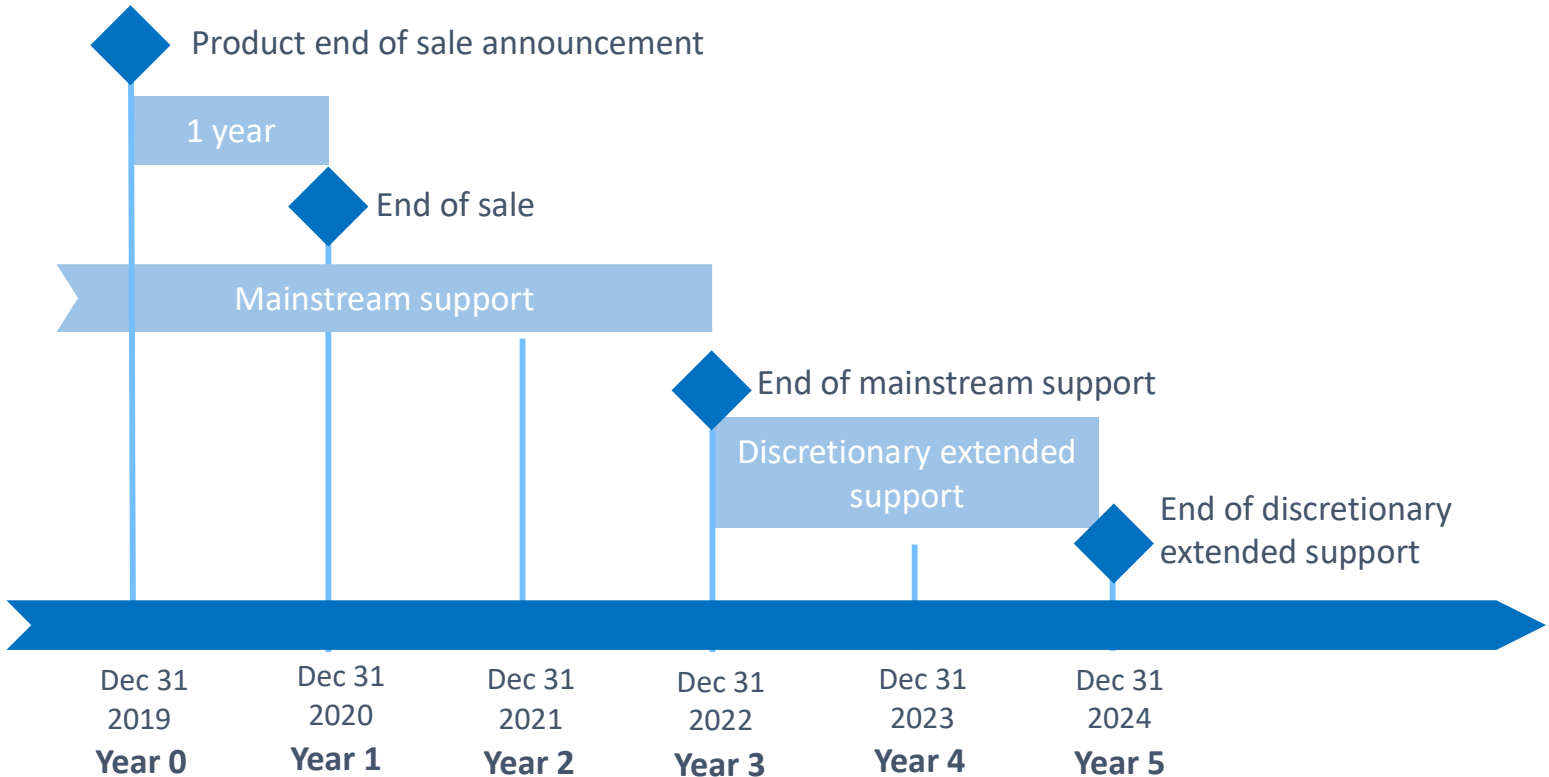 Product end of sale announcement
1 year
End of sale
Mainstream support
End of mainstream support
Discretionary extended
support
End of discretionary
extended support
Dec 31
2019
Year 0
Dec 31
2020
Year 1
Dec 31
2021
Year 2
Dec 31
2022
Year 3
Dec 31
2023
Year 4
Dec 31
2024
Year 5